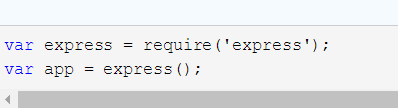 var express = require('express');
var app = express();